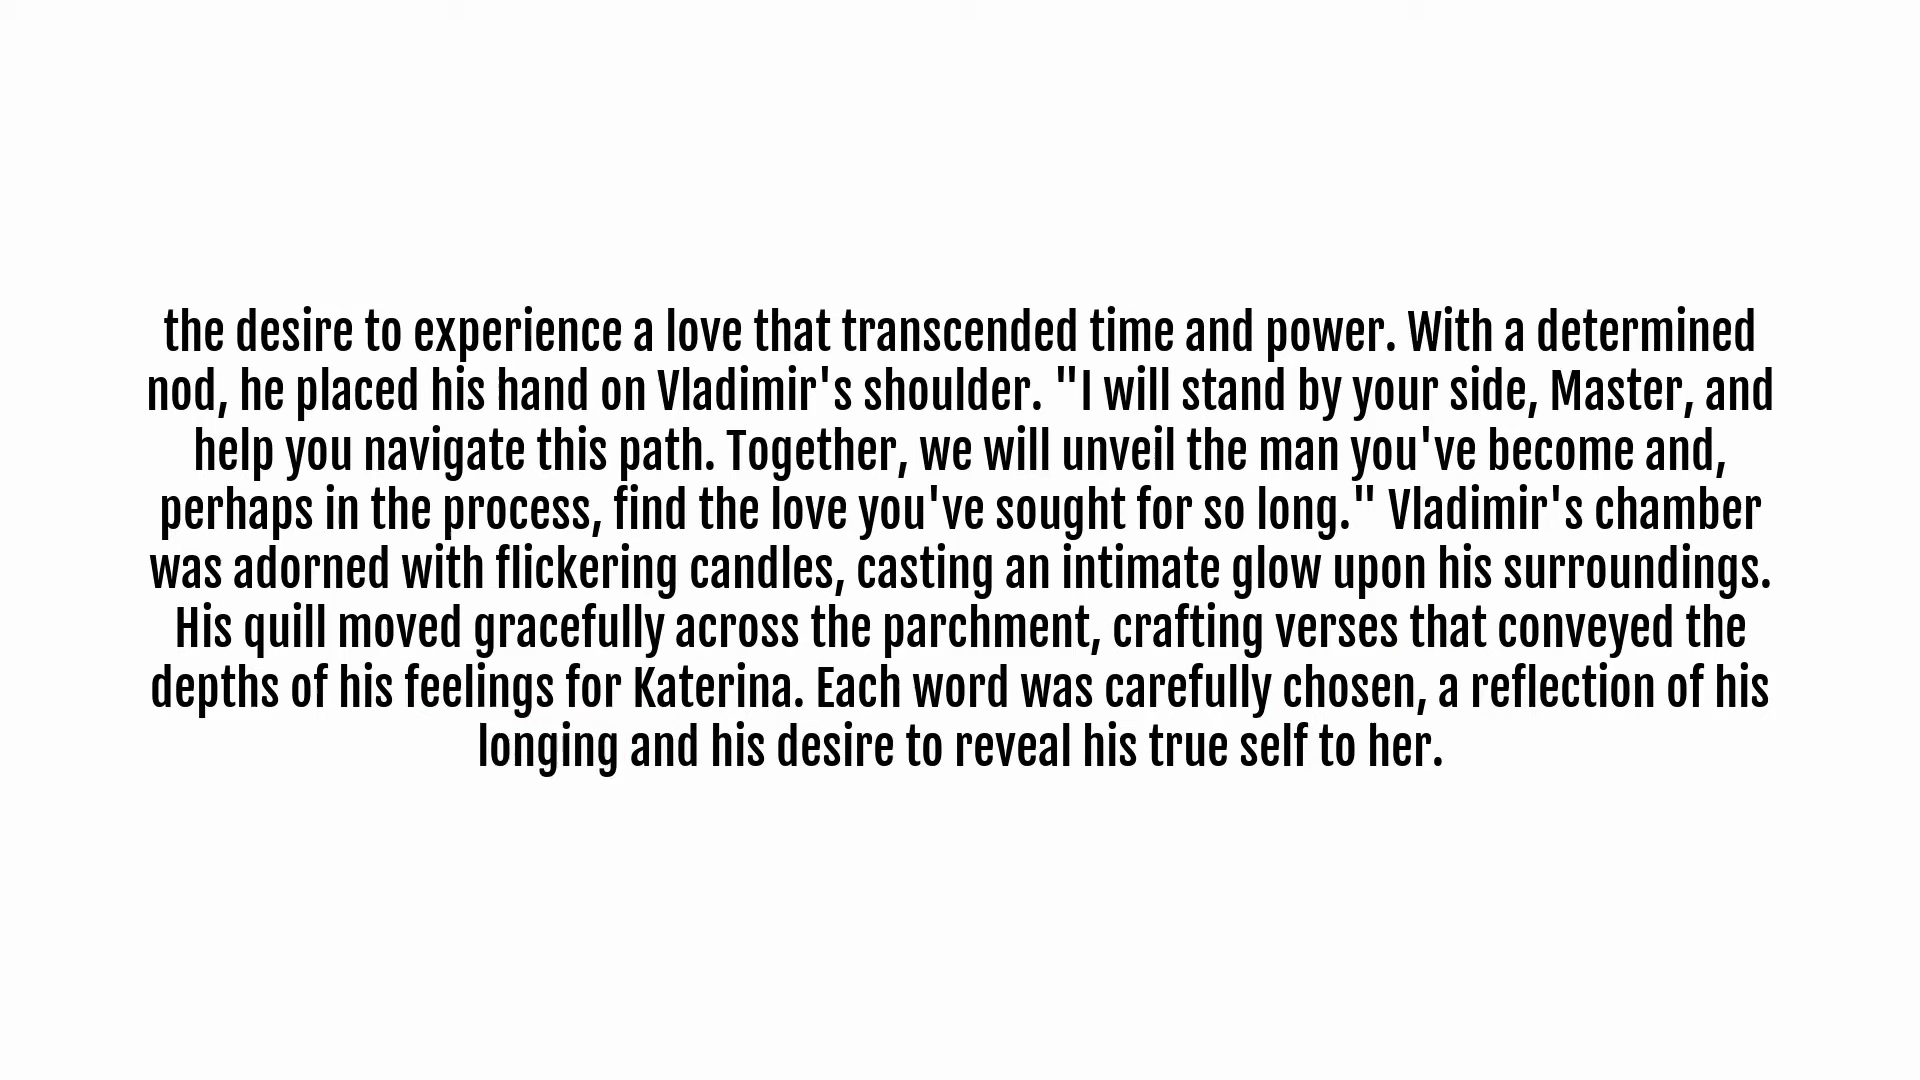 the desire to experience a love that transcended time and power. With a determined
nod, he placed his hand on Vladimir's shoulder. "I will stand by your side, Master, and
help you navigate this path. Together, we will unveil the man you've become and,
perhaps in the process, find the love you've sought for so long." Vladimir's chamber
was adorned with flickering candles, casting an intimate glow upon his surroundings.
His quill moved gracefully across the parchment, crafting verses that conveyed the
depths of his feelings for Katerina. Each word was carefully chosen, a reflection of his
longing and his desire to reveal his true self to her.